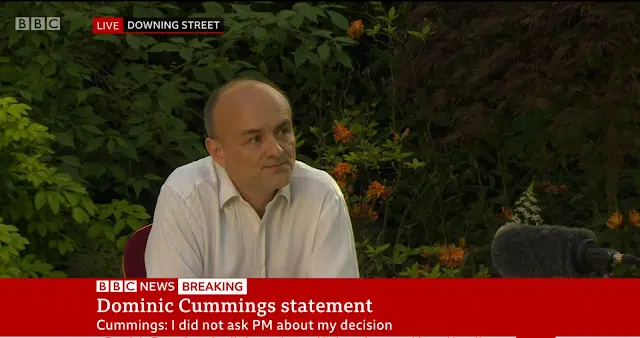 BBC
LIVE DOWNING STREET
BBC NEWS BREAKING
Dominic Cummings statement
Cummings: I did not ask PM about my decision